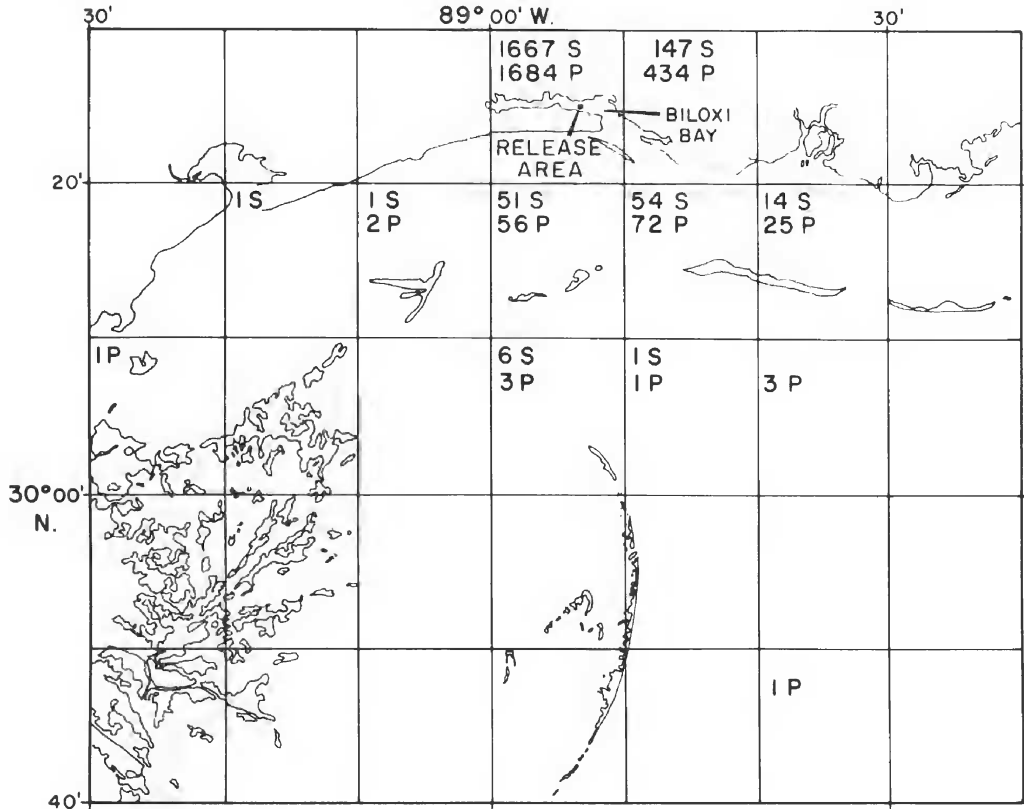 30' 89° 00' W. 30'
1667 S 147 S
1684 P 434 P
BILOXI
BAY
RELEASE
AREA
20'
1 S 1 S 51 S 54 S 14 S
2 P 56 P 72 P 25 P
1 P 6 S 1 S
3 P 1 P 3 P
30° 00'
N.
1 P
40'